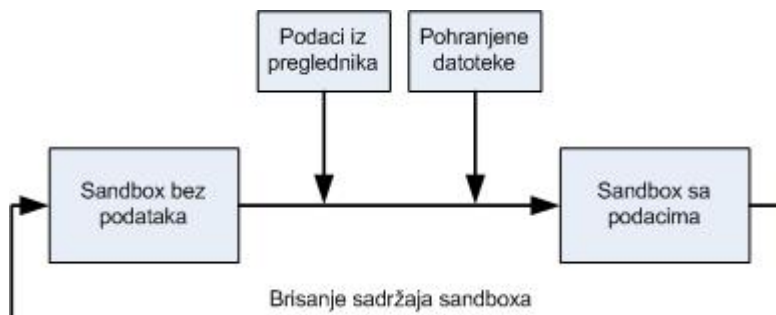 Podaci iz
preglednika
Pohranjene
datoteke
Sandbox bez
podataka
Sandbox sa
podacima
Brisanje sadržaja sandboxa